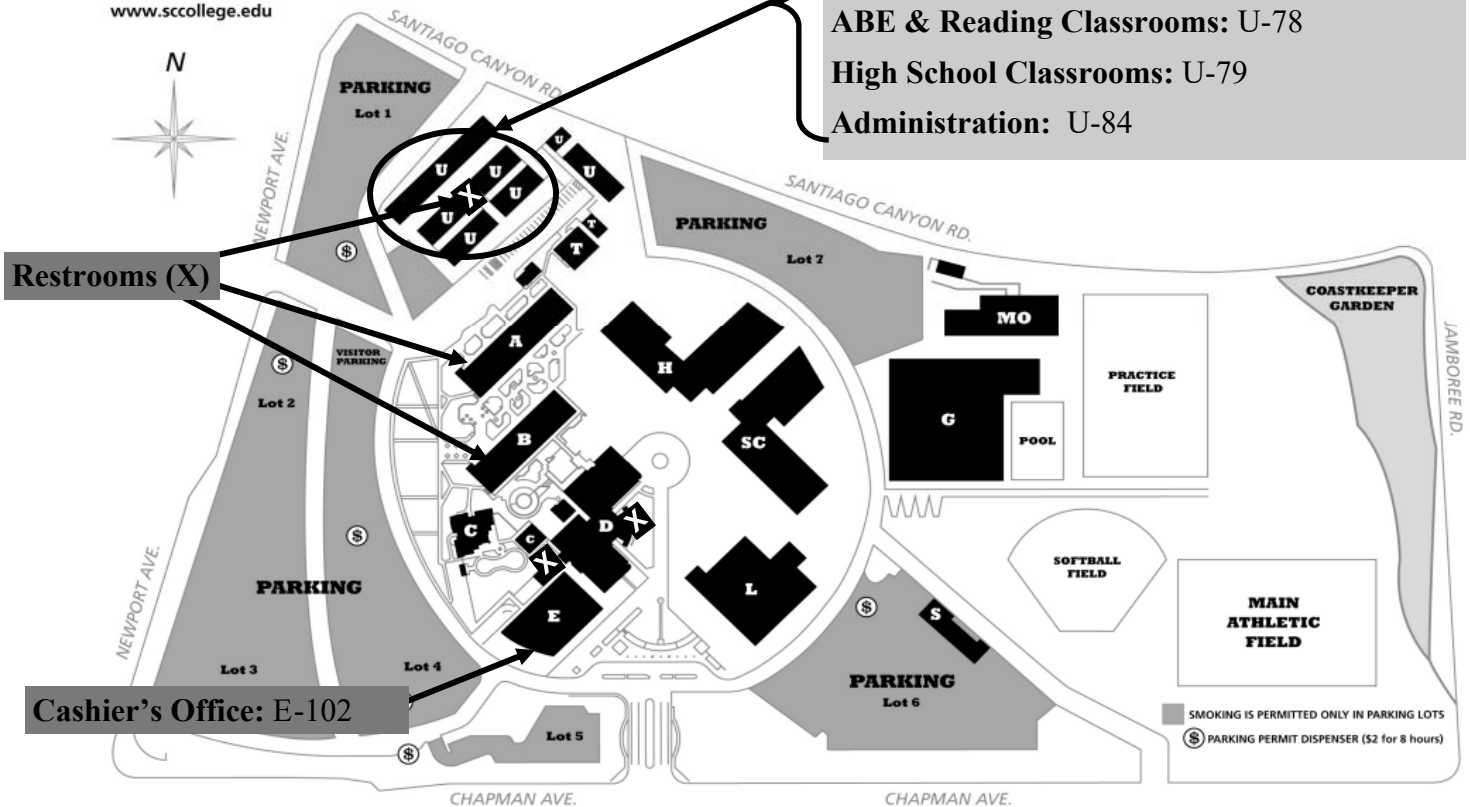 www.sccollege.edu
ABE & Reading Classrooms: U-78
High School Classrooms: U-79
Administration: U-84
N
SANTIAGO CANYON RD.
PARKING
Lot 1
NEWPORT AVE.
U
U
U
U
U
U
U
X
T
T
$
SANTIAGO CANYON RD.
PARKING
Lot 7
Restrooms (X)
COASTKEEPER
GARDEN
JAMBOREE RD.
MO
PRACTICE
FIELD
A
H
VISITOR
PARKING
$
Lot 2
G
POOL
B
SC
C
C
D
X
X
$
PARKING
NEWPORT AVE.
SOFTBALL
FIELD
E
L
$
S
MAIN
ATHLETIC
FIELD
Lot 3
Lot 4
PARKING
Lot 6
Cashier's Office: E-102
Lot 5
$
SMOKING IS PERMITTED ONLY IN PARKING LOTS
$ PARKING PERMIT DISPENSER ($2 for 8 hours)
CHAPMAN AVE.
CHAPMAN AVE.